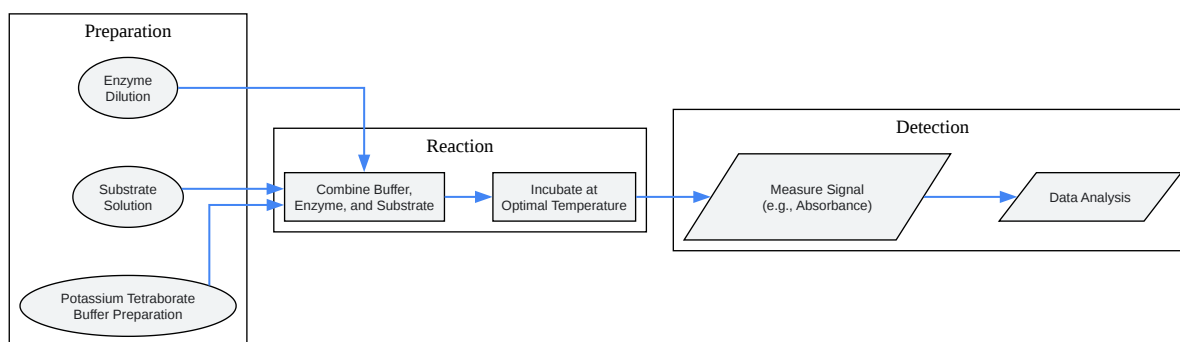 Preparation
Enzyme
Dilution
Substrate
Solution
Potassium Tetraborate
Buffer Preparation
Reaction
Combine Buffer,
Enzyme, and Substrate
Incubate at
Optimal Temperature
Detection
Measure Signal
(e.g., Absorbance)
Data Analysis